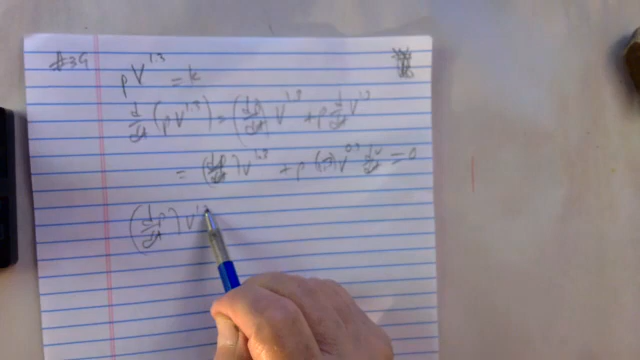 #39
pV^1.3 = k
d/dt (pV^1.3) = (dp/dt) V^1.3 + p d/dt V^1.3
= (dp/dt) V^1.3 + p (1.3) V^0.3 dv/dt = 0
(dp/dt) V^1.3